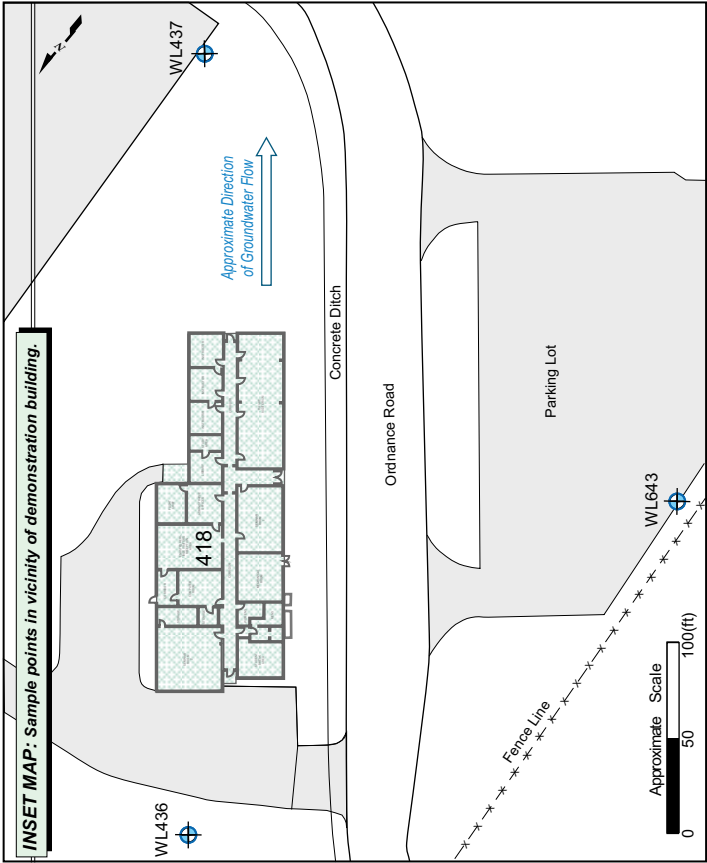 INSET MAP: Sample points in vicinity of demonstration building.
N
WL437
Approximate Direction
of Groundwater Flow
Concrete Ditch
Ordnance Road
Parking Lot
418
WL643
WL436
Fence Line
Approximate Scale
0 50 100(ft)